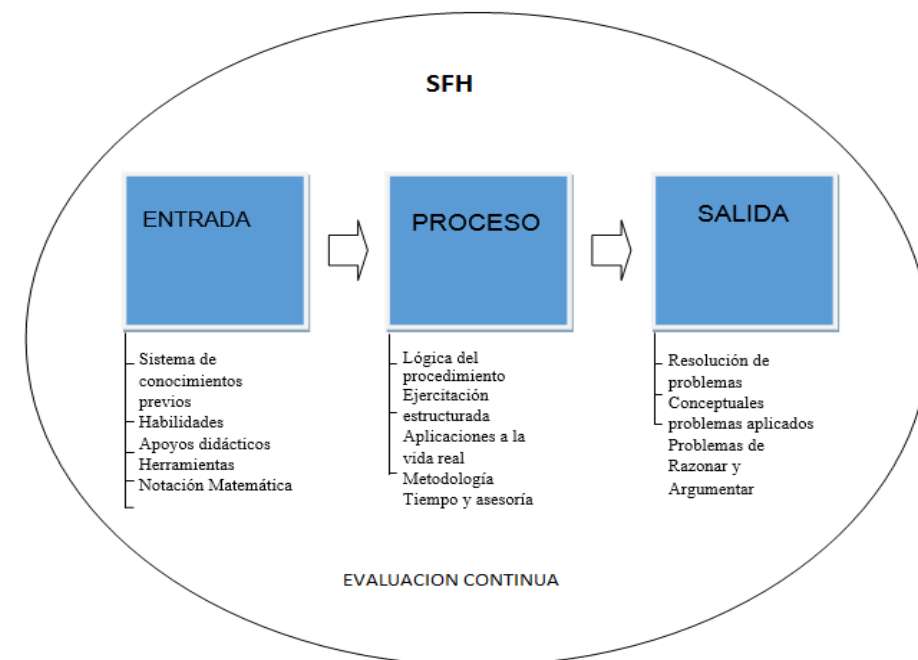 SFH
ENTRADA
PROCESO
SALIDA
Sistema de
conocimientos
previos
Habilidades
Apoyos didácticos
Herramientas
Notación Matemática
Lógica del
procedimiento
Ejercitación
estructurada
Aplicaciones a la
vida real
Metodología
Tiempo y asesoría
Resolución de
problemas
Conceptuales
problemas aplicados
Problemas de
Razonar y
Argumentar
EVALUACION CONTINUA